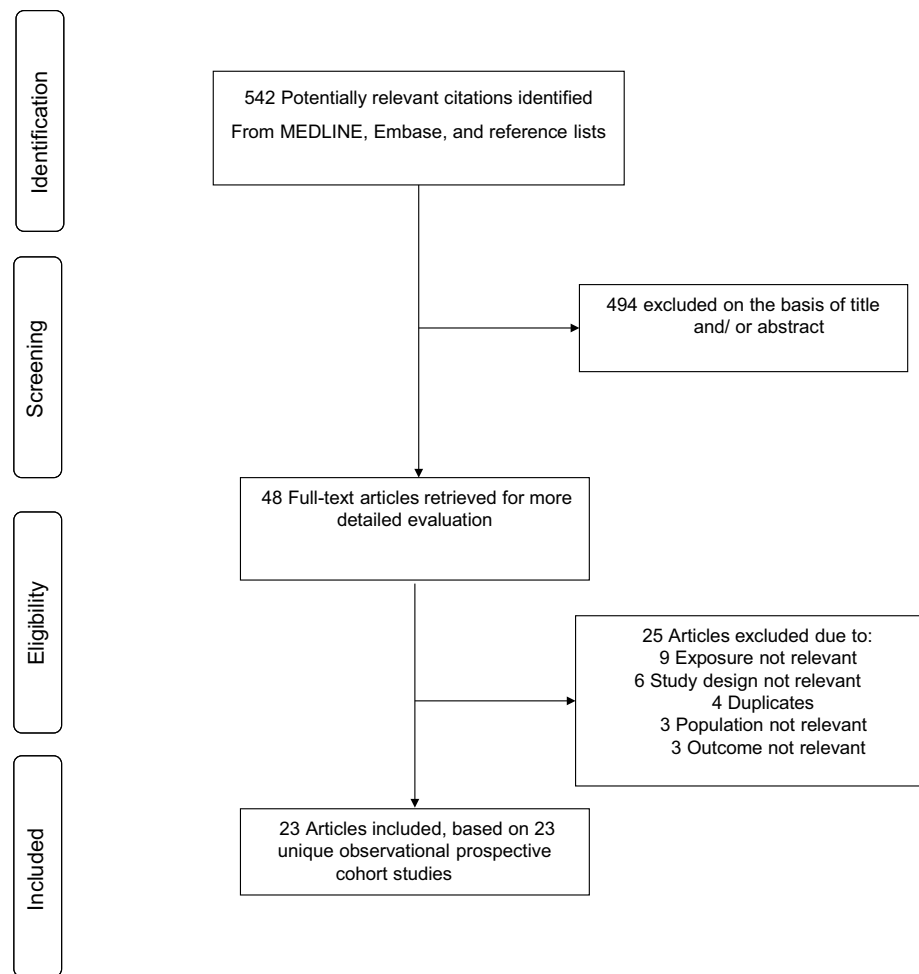 Identification
542 Potentially relevant citations identified
From MEDLINE, Embase, and reference lists
Screening
494 excluded on the basis of title
and/ or abstract
48 Full-text articles retrieved for more
detailed evaluation
Eligibility
25 Articles excluded due to:
9 Exposure not relevant
6 Study design not relevant
4 Duplicates
3 Population not relevant
3 Outcome not relevant
Included
23 Articles included, based on 23
unique observational prospective
cohort studies